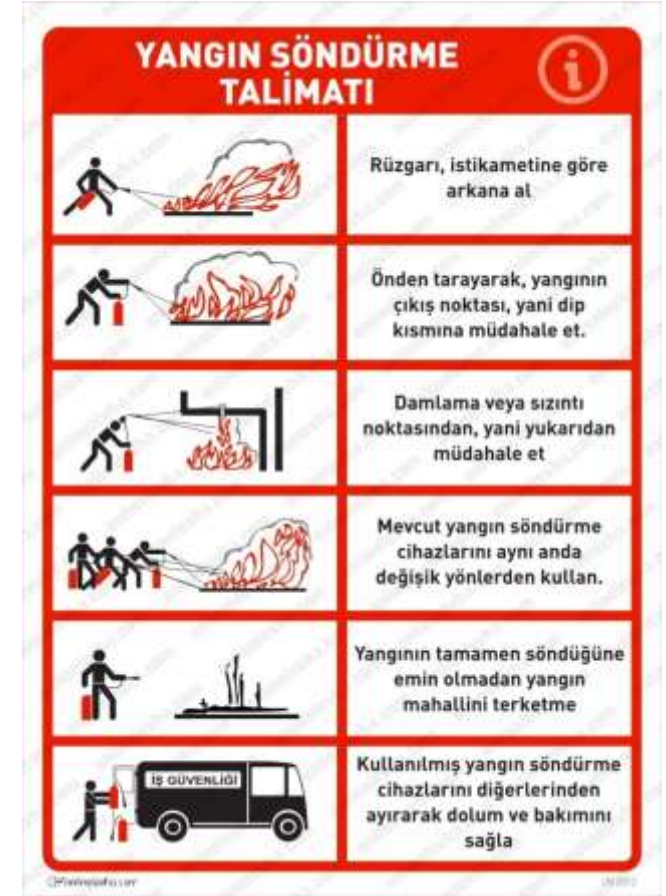 YANGIN SÖNDÜRME
TALİMATI
Rüzgarı, istikametine göre
arkana al
Önden tarayarak, yangının
çıkış noktası, yani dip
kısmına müdahale et.
Damlama veya sızıntı
noktasından, yani yukarıdan
müdahale et
Mevcut yangın söndürme
cihazlarını aynı anda
değişik yönlerden kullan.
Yangının tamamen söndüğüne
emin olmadan yangın
mahallini terketme
İŞ GÜVENLİĞİ
Kullanılmış yangın söndürme
cihazlarını diğerlerinden
ayırarak dolum ve bakımını
sağla